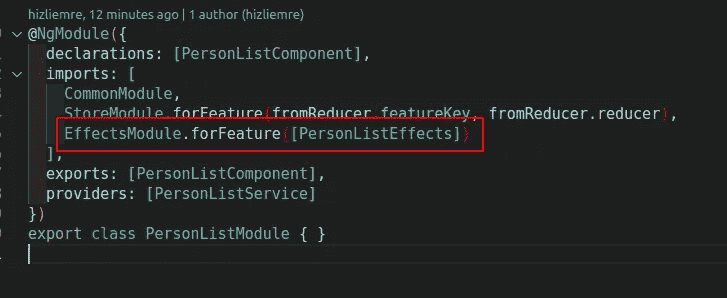 hizliemre, 12 minutes ago | 1 author (hizliemre)
@NgModule({
declarations: [PersonListComponent],
imports: [
CommonModule,
StoreModule.forFeature(fromReducer.featureKey, fromReducer.reducer),
EffectsModule.forFeature([PersonListEffects])
],
exports: [PersonListComponent],
providers: [PersonListService]
})
export class PersonListModule { }